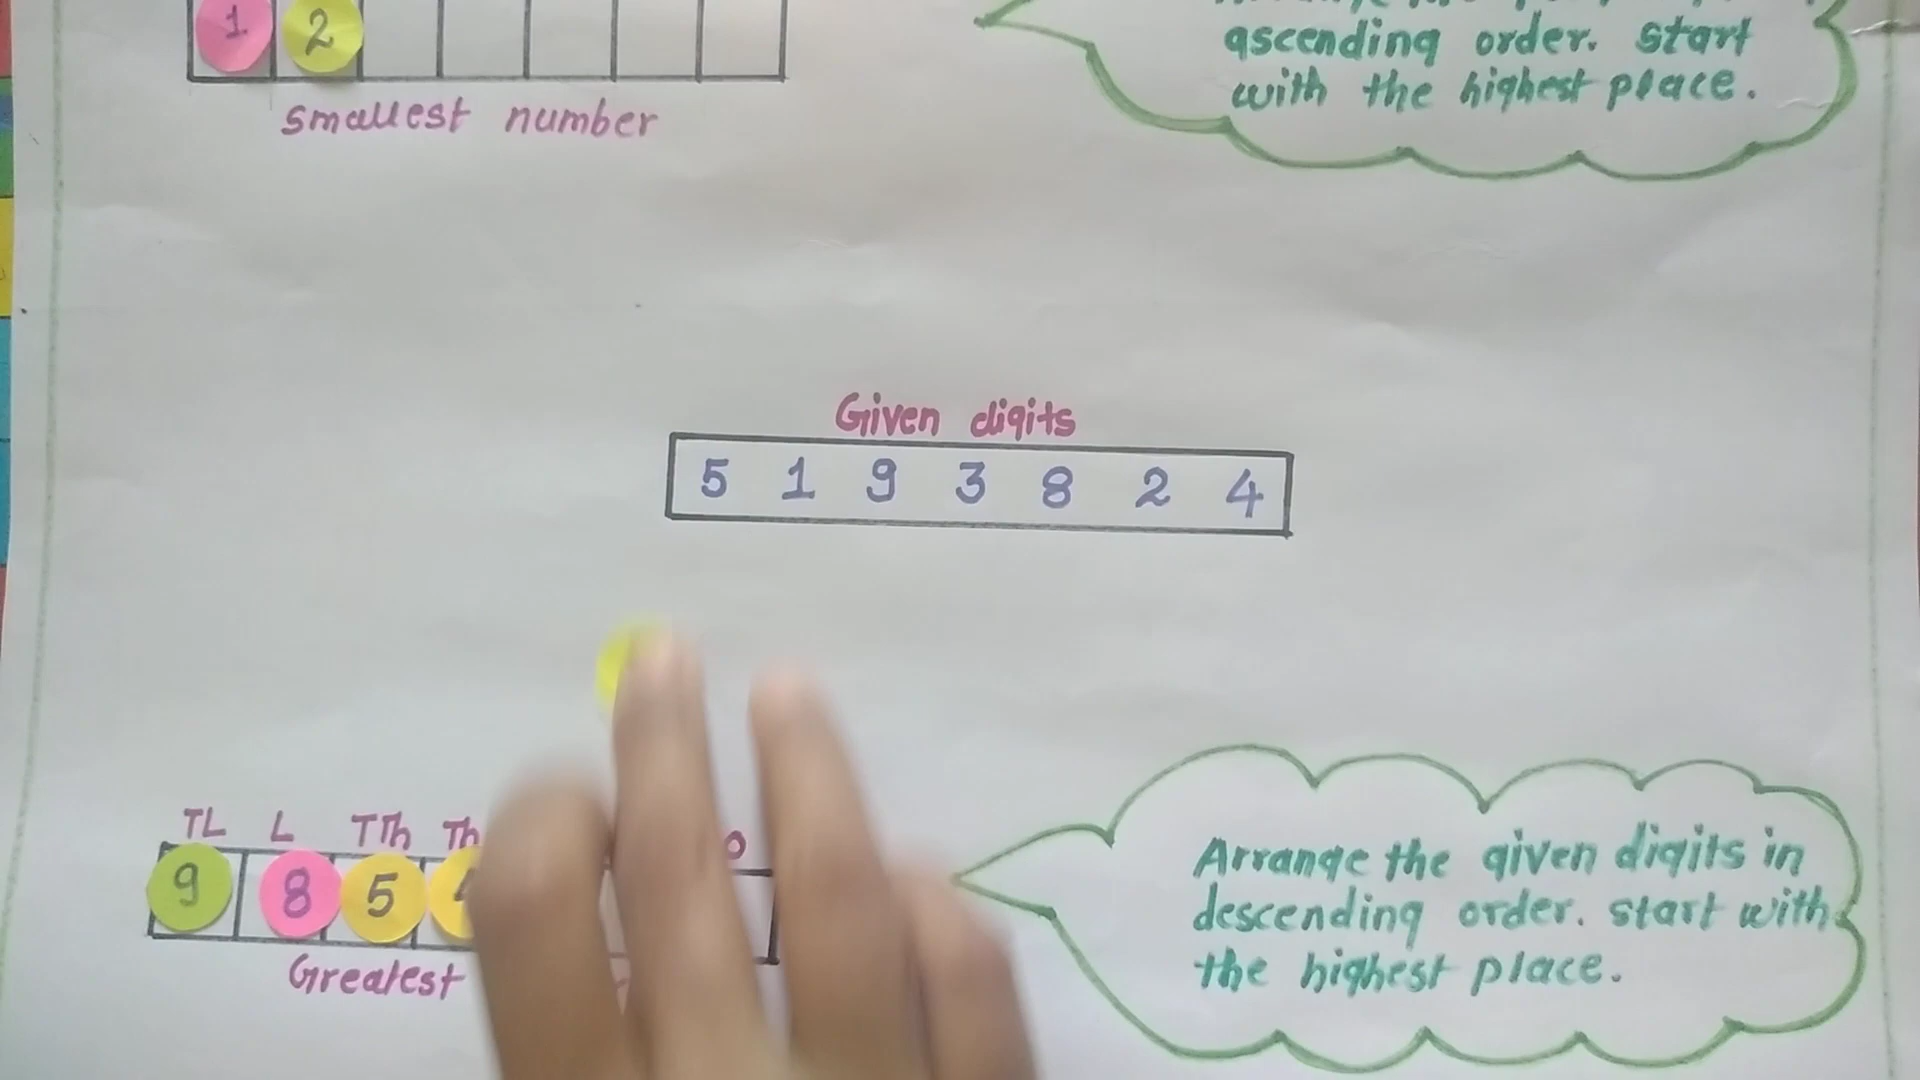 1 2
ascending order. start
with the highest place.
smallest number
Given digits
5 1 9 3 8 2 4
TL L TTh Th O
9 8 5 4
Greatest
Arrange the given digits in
descending order. start with
the highest place.